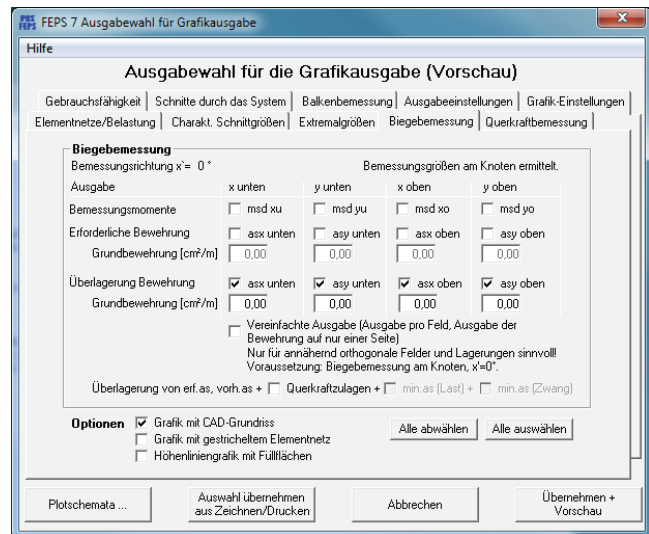 PBS FEPS FEPS 7 Ausgabewahl für Grafikausgabe X
Hilfe
Ausgabewahl für die Grafikausgabe (Vorschau)
Gebrauchsfähigkeit Schnitte durch das System Balkenbemessung Ausgabeeinstellungen Grafik-Einstellungen
Elementnetze/Belastung Charakt. Schnittgrößen Extremalgrößen Biegebemessung Querkraftbemessung
Biegebemessung
Bemessungsrichtung x`= 0 ° Bemessungsgrößen am Knoten ermittelt.
Ausgabe x unten y unten x oben y oben
Bemessungsmomente msd xu msd yu msd xo msd yo
Erforderliche Bewehrung asx unten asy unten asx oben asy oben
Grundbewehrung [cm²/m] 0,00 0,00 0,00 0,00
Überlagerung Bewehrung asx unten asy unten asx oben asy oben
Grundbewehrung [cm²/m] 0,00 0,00 0,00 0,00
Vereinfachte Ausgabe (Ausgabe pro Feld, Ausgabe der
Bewehrung auf nur einer Seite)
Nur für annähernd orthogonale Felder und Lagerungen sinnvoll!
Voraussetzung: Biegebemessung am Knoten, x'=0°.
Überlagerung von erf.as, vorh.as + Querkraftzulagen + min.as (Last) + min.as (Zwang)
Optionen Grafik mit CAD-Grundriss
Grafik mit gestricheltem Elementnetz
Höhenliniengrafik mit Füllflächen
Alle abwählen Alle auswählen
Plotschemata ... Auswahl übernehmen Abbrechen Übernehmen +
aus Zeichnen/Drucken Vorschau